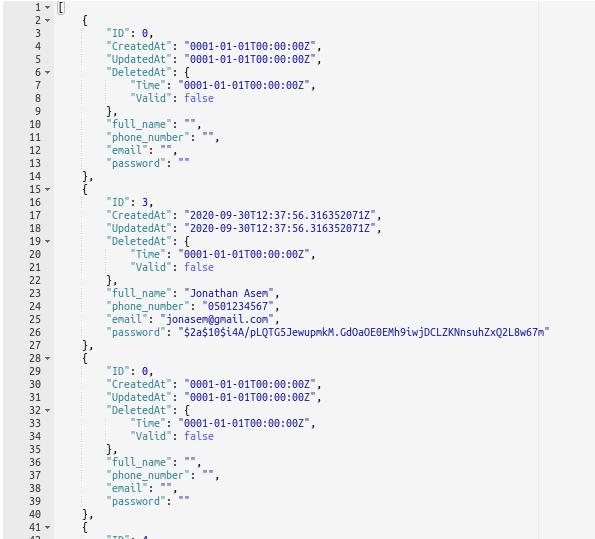 1 [
2 {
3 "ID": 0,
4 "CreatedAt": "0001-01-01T00:00:00Z",
5 "UpdatedAt": "0001-01-01T00:00:00Z",
6 "DeletedAt": {
7 "Time": "0001-01-01T00:00:00Z",
8 "Valid": false
9 },
10 "full_name": "",
11 "phone_number": "",
12 "email": "",
13 "password": ""
14 },
15 {
16 "ID": 3,
17 "CreatedAt": "2020-09-30T12:37:56.316352071Z",
18 "UpdatedAt": "2020-09-30T12:37:56.316352071Z",
19 "DeletedAt": {
20 "Time": "0001-01-01T00:00:00Z",
21 "Valid": false
22 },
23 "full_name": "Jonathan Asem",
24 "phone_number": "0501234567",
25 "email": "jonasem@gmail.com",
26 "password": "$2a$10$i4A/pLQTG5JewupmkM.GdOaOE0EMh9iwjDCLZKNnsuhZxQ2L8w67m"
27 },
28 {
29 "ID": 0,
30 "CreatedAt": "0001-01-01T00:00:00Z",
31 "UpdatedAt": "0001-01-01T00:00:00Z",
32 "DeletedAt": {
33 "Time": "0001-01-01T00:00:00Z",
34 "Valid": false
35 },
36 "full_name": "",
37 "phone_number": "",
38 "email": "",
39 "password": ""
40 },
41 {